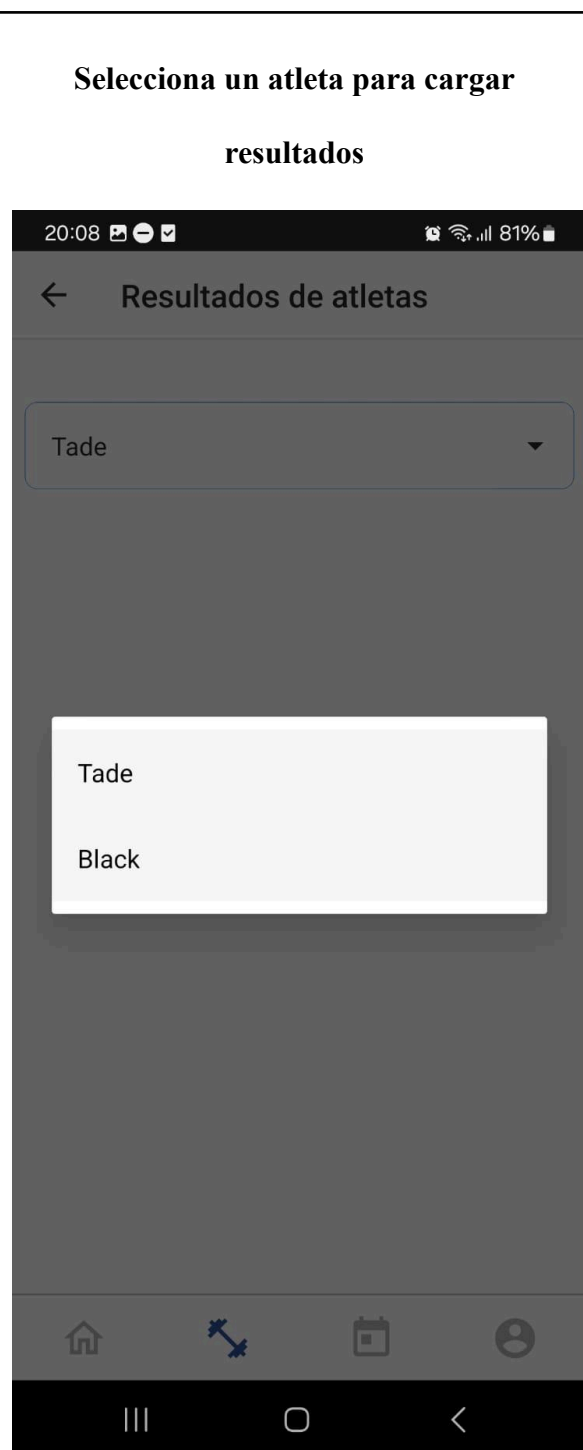 Selecciona un atleta para cargar
resultados
20:08 81%
Resultados de atletas
Tade
Tade
Black